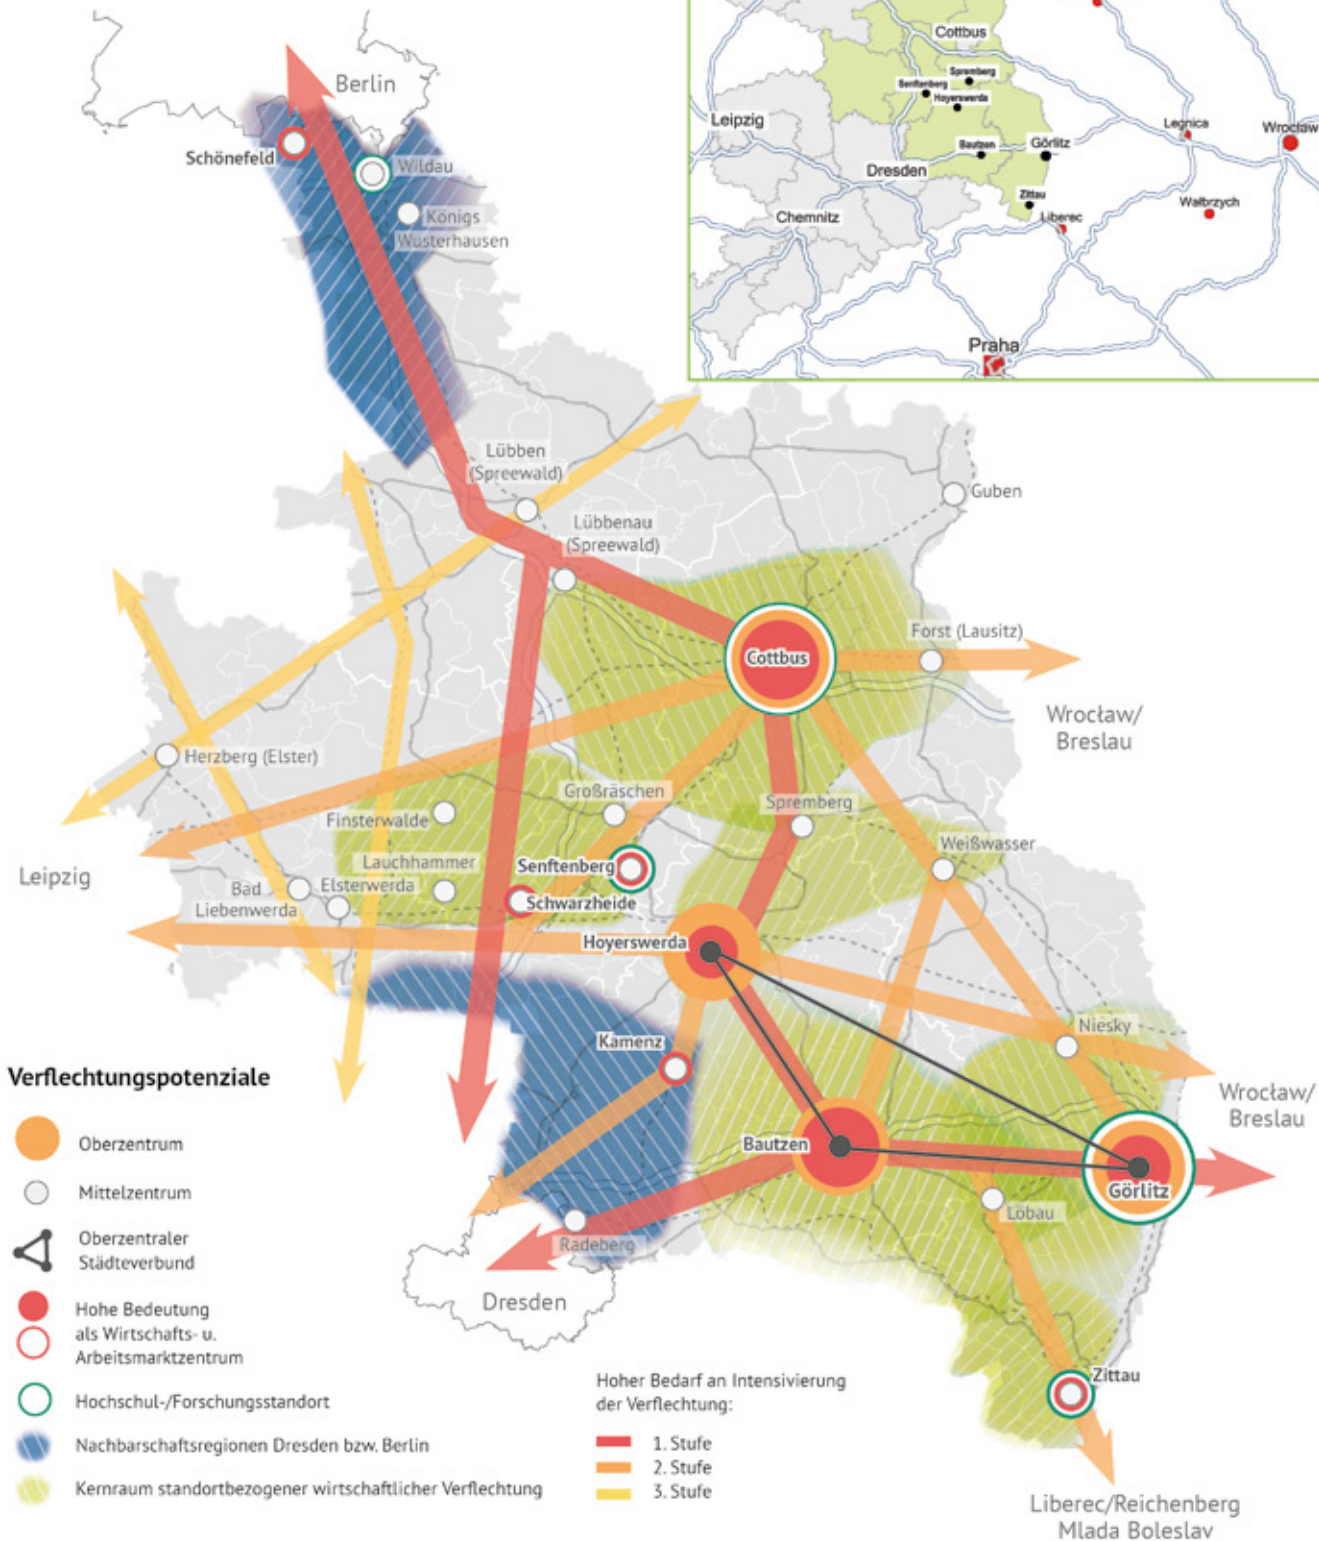 Berlin
Schönefeld
Wildau
Königs
Wusterhausen
Cottbus
Spremberg
Senftenberg
Hoyerswerda
Leipzig
Legnica
Wrocław
Bautzen
Görlitz
Dresden
Zittau
Wałbrzych
Chemnitz
Liberec
Praha
Lübben
(Spreewald)
Guben
Lübbenau
(Spreewald)
Forst (Lausitz)
Cottbus
Wrocław/
Breslau
Herzberg (Elster)
Großräschen
Spremberg
Finsterwalde
Weißwasser
Lauchhammer
Senftenberg
Leipzig
Bad
Liebenwerda
Elsterwerda
Schwarzheide
Hoyerswerda
Niesky
Kamenz
Wrocław/
Breslau
Bautzen
Görlitz
Löbau
Radeberg
Dresden
Zittau
Liberec/Reichenberg
Mlada Boleslav
Verflechtungspotenziale
Oberzentrum
Mittelzentrum
Oberzentraler
Städteverbund
Hohe Bedeutung
als Wirtschafts- u.
Arbeitsmarktzentrum
Hochschul-/Forschungsstandort
Nachbarschaftsregionen Dresden bzw. Berlin
Kernraum standortbezogener wirtschaftlicher Verflechtung
Hoher Bedarf an Intensivierung
der Verflechtung:
1. Stufe
2. Stufe
3. Stufe